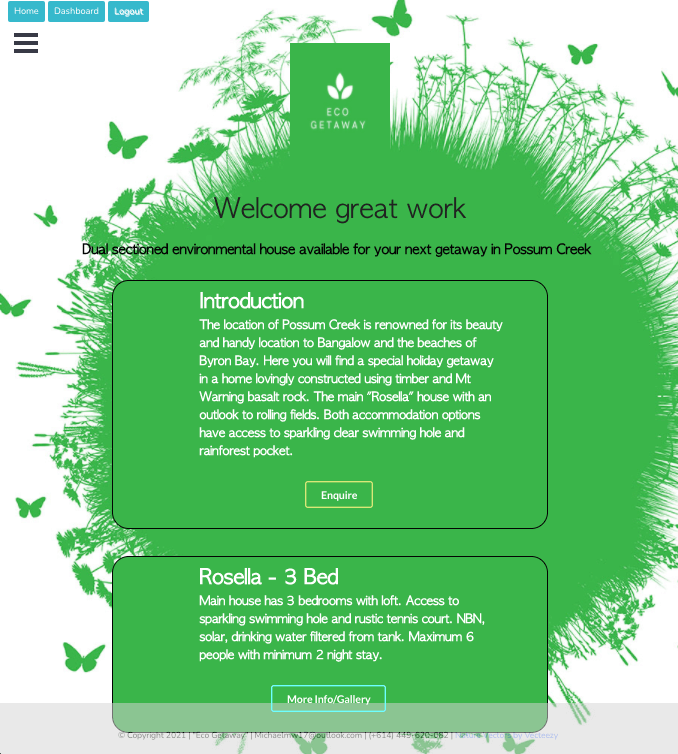 Home Dashboard Logout
ECO
GETAWAY
Welcome great work
Dual sectioned environmental house available for your next getaway in Possum Creek
Introduction
The location of Possum Creek is renowned for its beauty
and handy location to Bangalow and the beaches of
Byron Bay. Here you will find a special holiday getaway
in a home lovingly constructed using timber and Mt
Warning basalt rock. The main "Rosella" house with an
outlook to rolling fields. Both accommodation options
have access to sparkling clear swimming hole and
rainforest pocket.
Enquire
Rosella - 3 Bed
Main house has 3 bedrooms with loft. Access to
sparkling swimming hole and rustic tennis court. NBN,
solar, drinking water filtered from tank. Maximum 6
people with minimum 2 night stay.
More Info/Gallery
© Copyright 2021 | "Eco Getaway" | Michaelmw17@outlook.com | (+614) 449-620-082 | Vectors by Vecteezy